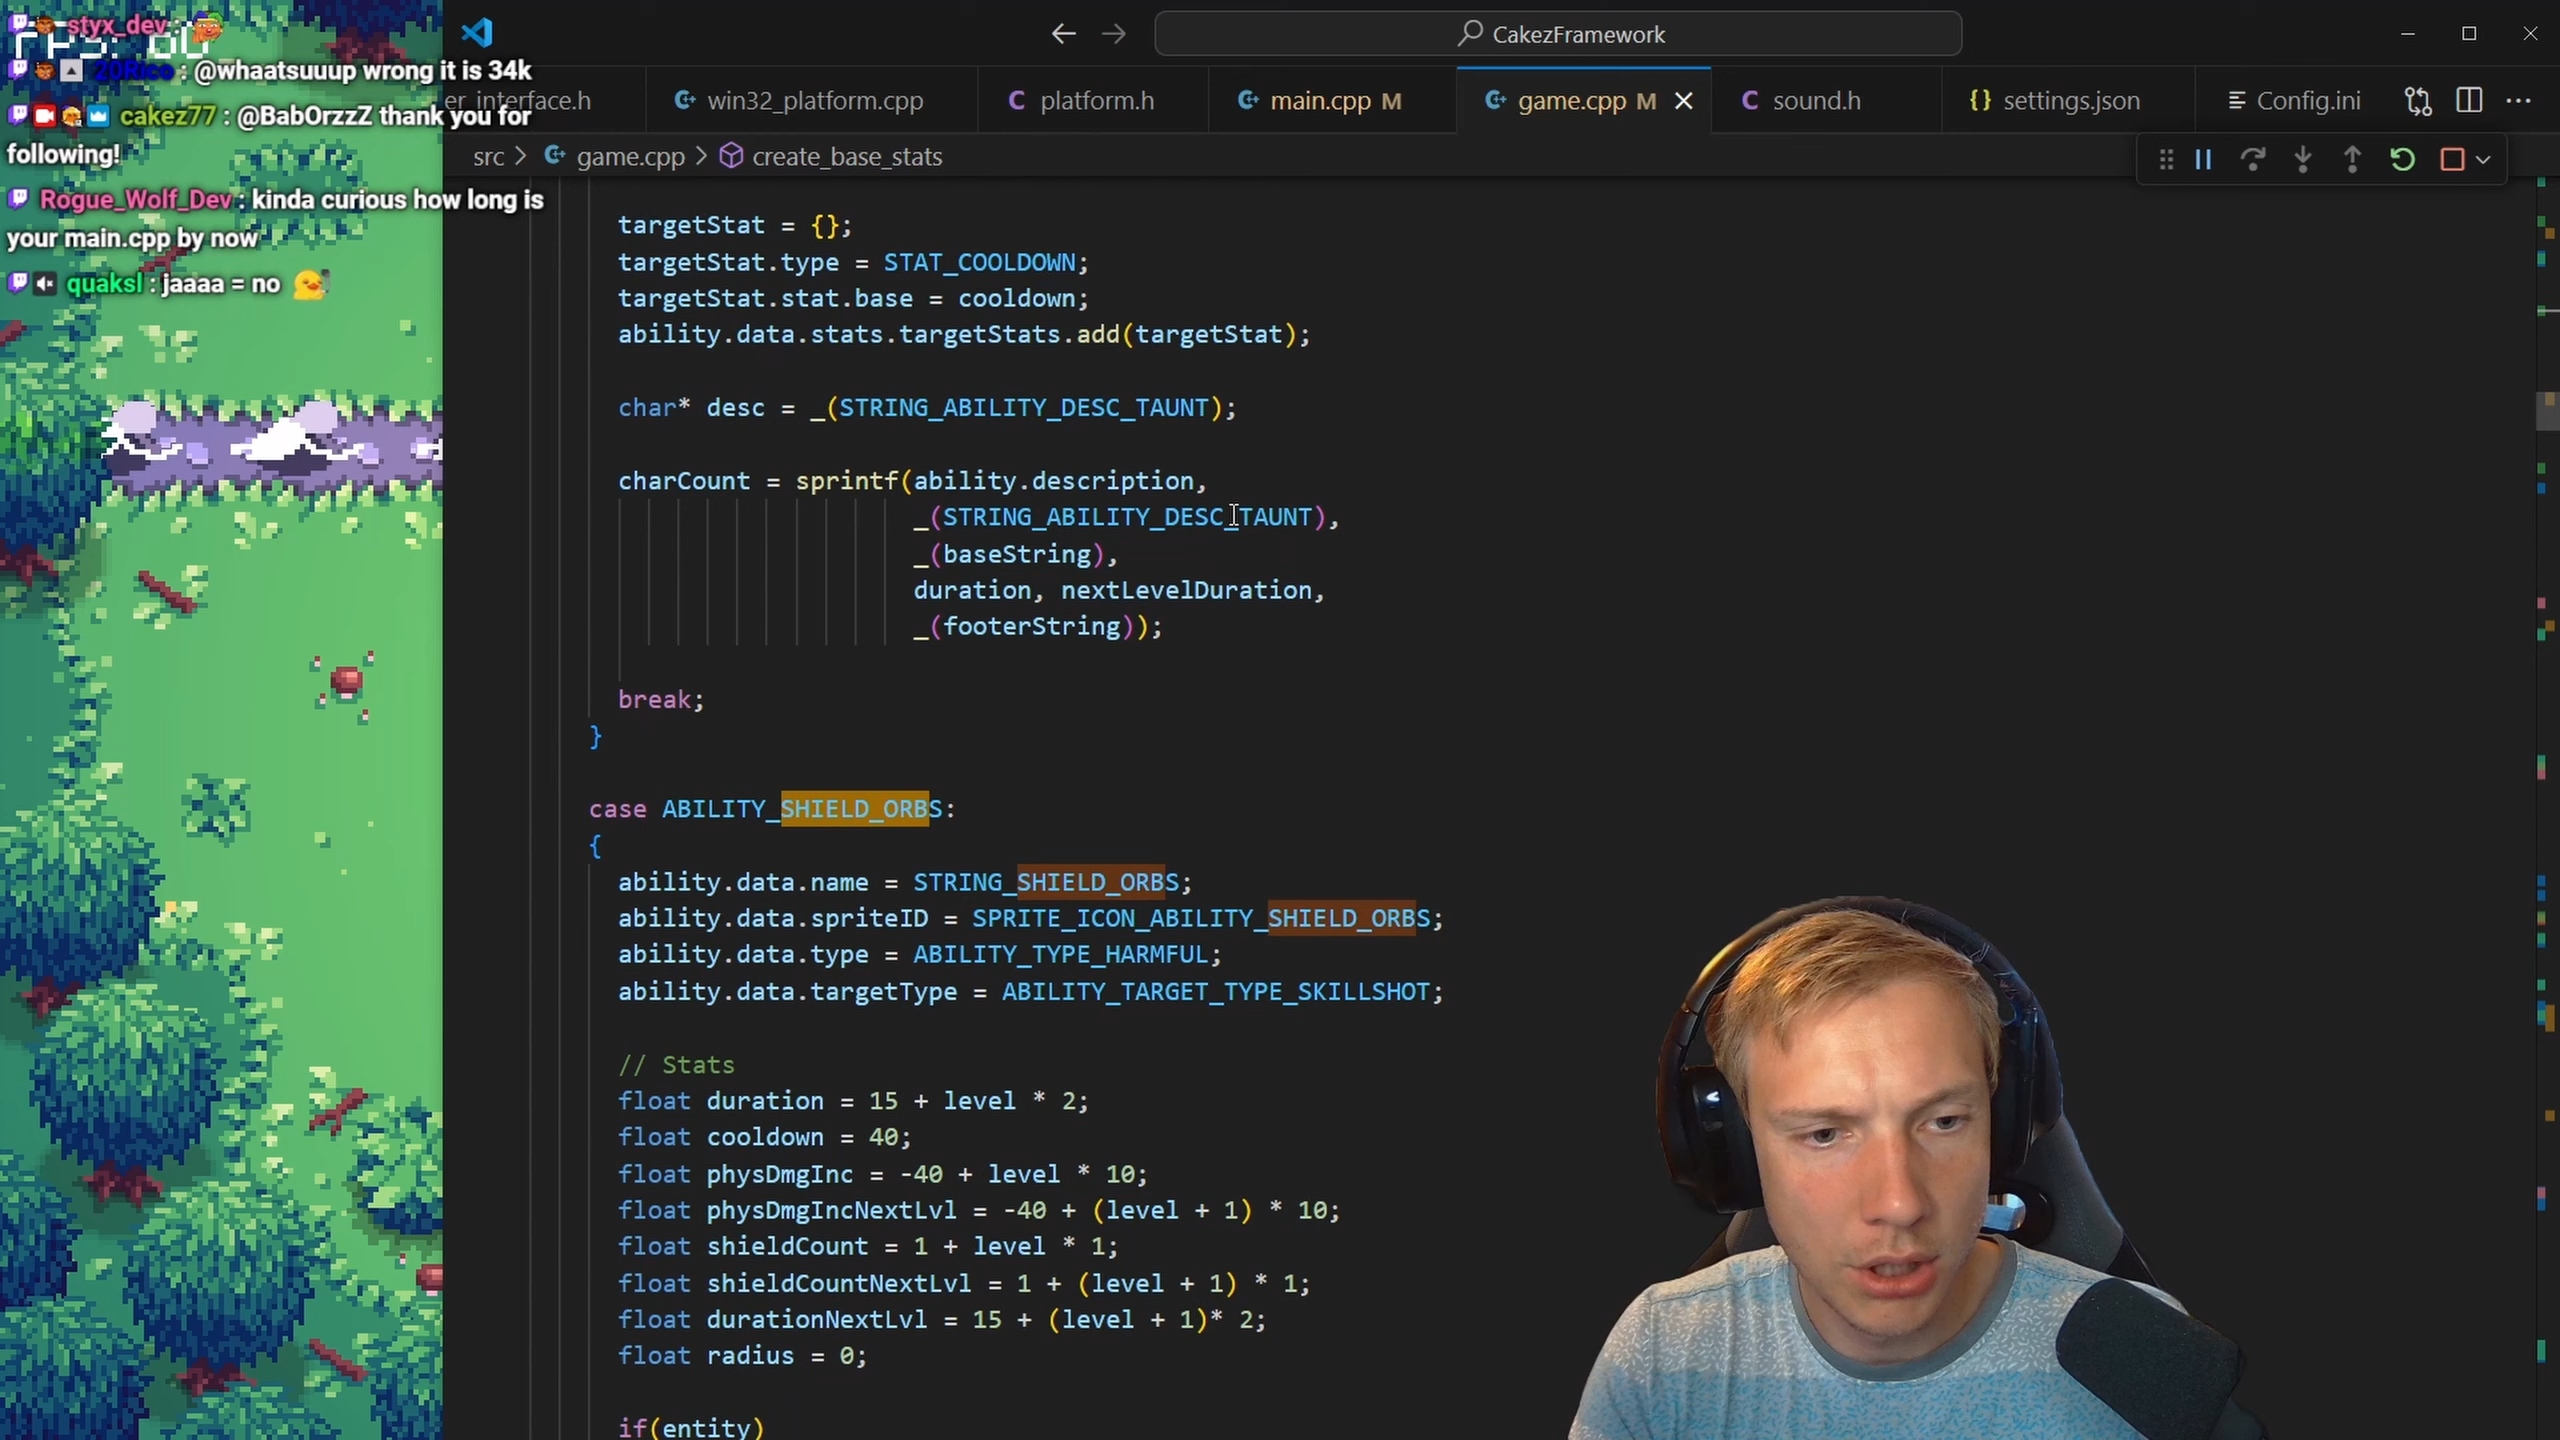 styx_dev :
FPS: 60
20Rico : @whaatsuuup wrong it is 34k
cakez77 : @BabOrzzZ thank you for
following!
Rogue_Wolf_Dev : kinda curious how long is
your main.cpp by now
quaksl : jaaaa = no
CakezFramework
er_interface.h
win32_platform.cpp
C platform.h
main.cpp M
game.cpp M
C sound.h
{} settings.json
Config.ini
src > game.cpp > create_base_stats
targetStat = {};
targetStat.type = STAT_COOLDOWN;
targetStat.stat.base = cooldown;
ability.data.stats.targetStats.add(targetStat);
char* desc = _(STRING_ABILITY_DESC_TAUNT);
charCount = sprintf(ability.description,
_(STRING_ABILITY_DESC_TAUNT),
_(baseString),
duration, nextLevelDuration,
_(footerString));
break;
}
case ABILITY_SHIELD_ORBS:
{
ability.data.name = STRING_SHIELD_ORBS;
ability.data.spriteID = SPRITE_ICON_ABILITY_SHIELD_ORBS;
ability.data.type = ABILITY_TYPE_HARMFUL;
ability.data.targetType = ABILITY_TARGET_TYPE_SKILLSHOT;
// Stats
float duration = 15 + level * 2;
float cooldown = 40;
float physDmgInc = -40 + level * 10;
float physDmgIncNextLvl = -40 + (level + 1) * 10;
float shieldCount = 1 + level * 1;
float shieldCountNextLvl = 1 + (level + 1) * 1;
float durationNextLvl = 15 + (level + 1)* 2;
float radius = 0;
if(entity)